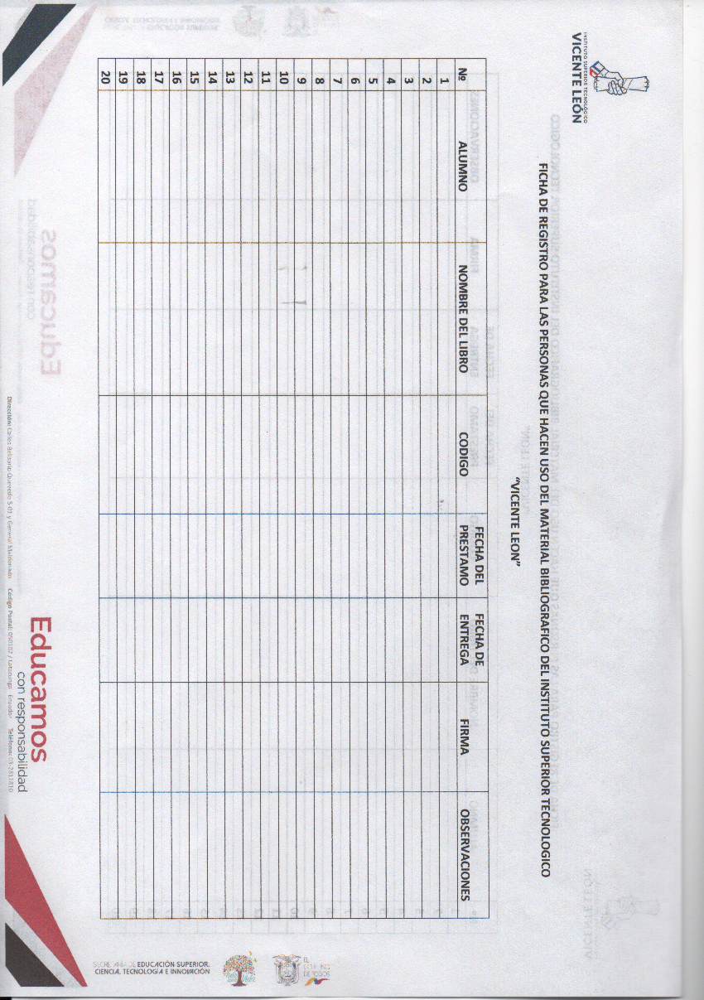 INSTITUTO SUPERIOR TECNOLÓGICO
VICENTE LEÓN
FICHA DE REGISTRO PARA LAS PERSONAS QUE HACEN USO DEL MATERIAL BIBLIOGRAFICO DEL INSTITUTO SUPERIOR TECNOLOGICO
"VICENTE LEON"
Nº ALUMNO NOMBRE DEL LIBRO CODIGO FECHA DEL PRESTAMO FECHA DE ENTREGA FIRMA OBSERVACIONES
1
2
3
4
5
6
7
8
9
10
11
12
13
14
15
16
17
18
19
20
SECRETARÍA DE EDUCACIÓN SUPERIOR,
CIENCIA, TECNOLOGÍA E INNOVACIÓN
EL
GOBIERNO
DE TODOS
Educamos
con responsabilidad
Dirección: Calles Belisario Quevedo 5-01 y General Maldonado Código Postal: 050102 / Latacunga Ecuador Teléfono: 03-2811810